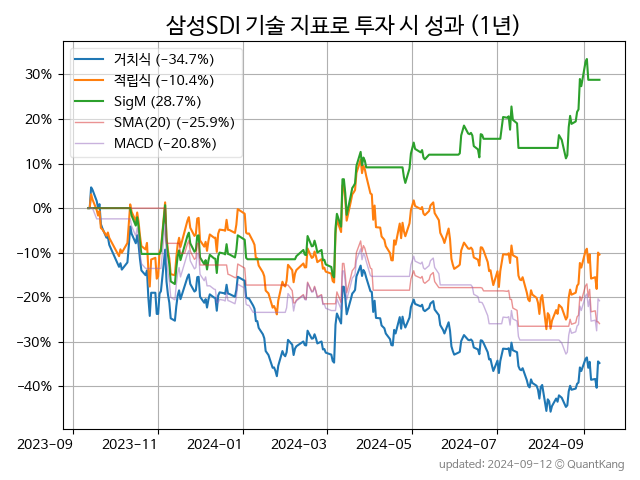 삼성SDI 기술 지표로 투자 시 성과 (1년)
거치식 (−34.7%)
적립식 (−10.4%)
SigM (28.7%)
SMA(20) (−25.9%)
MACD (−20.8%)
30%
20%
10%
0%
−10%
−20%
−30%
−40%
2023-09 2023-11 2024-01 2024-03 2024-05 2024-07 2024-09
updated: 2024-09-12 © QuantKang